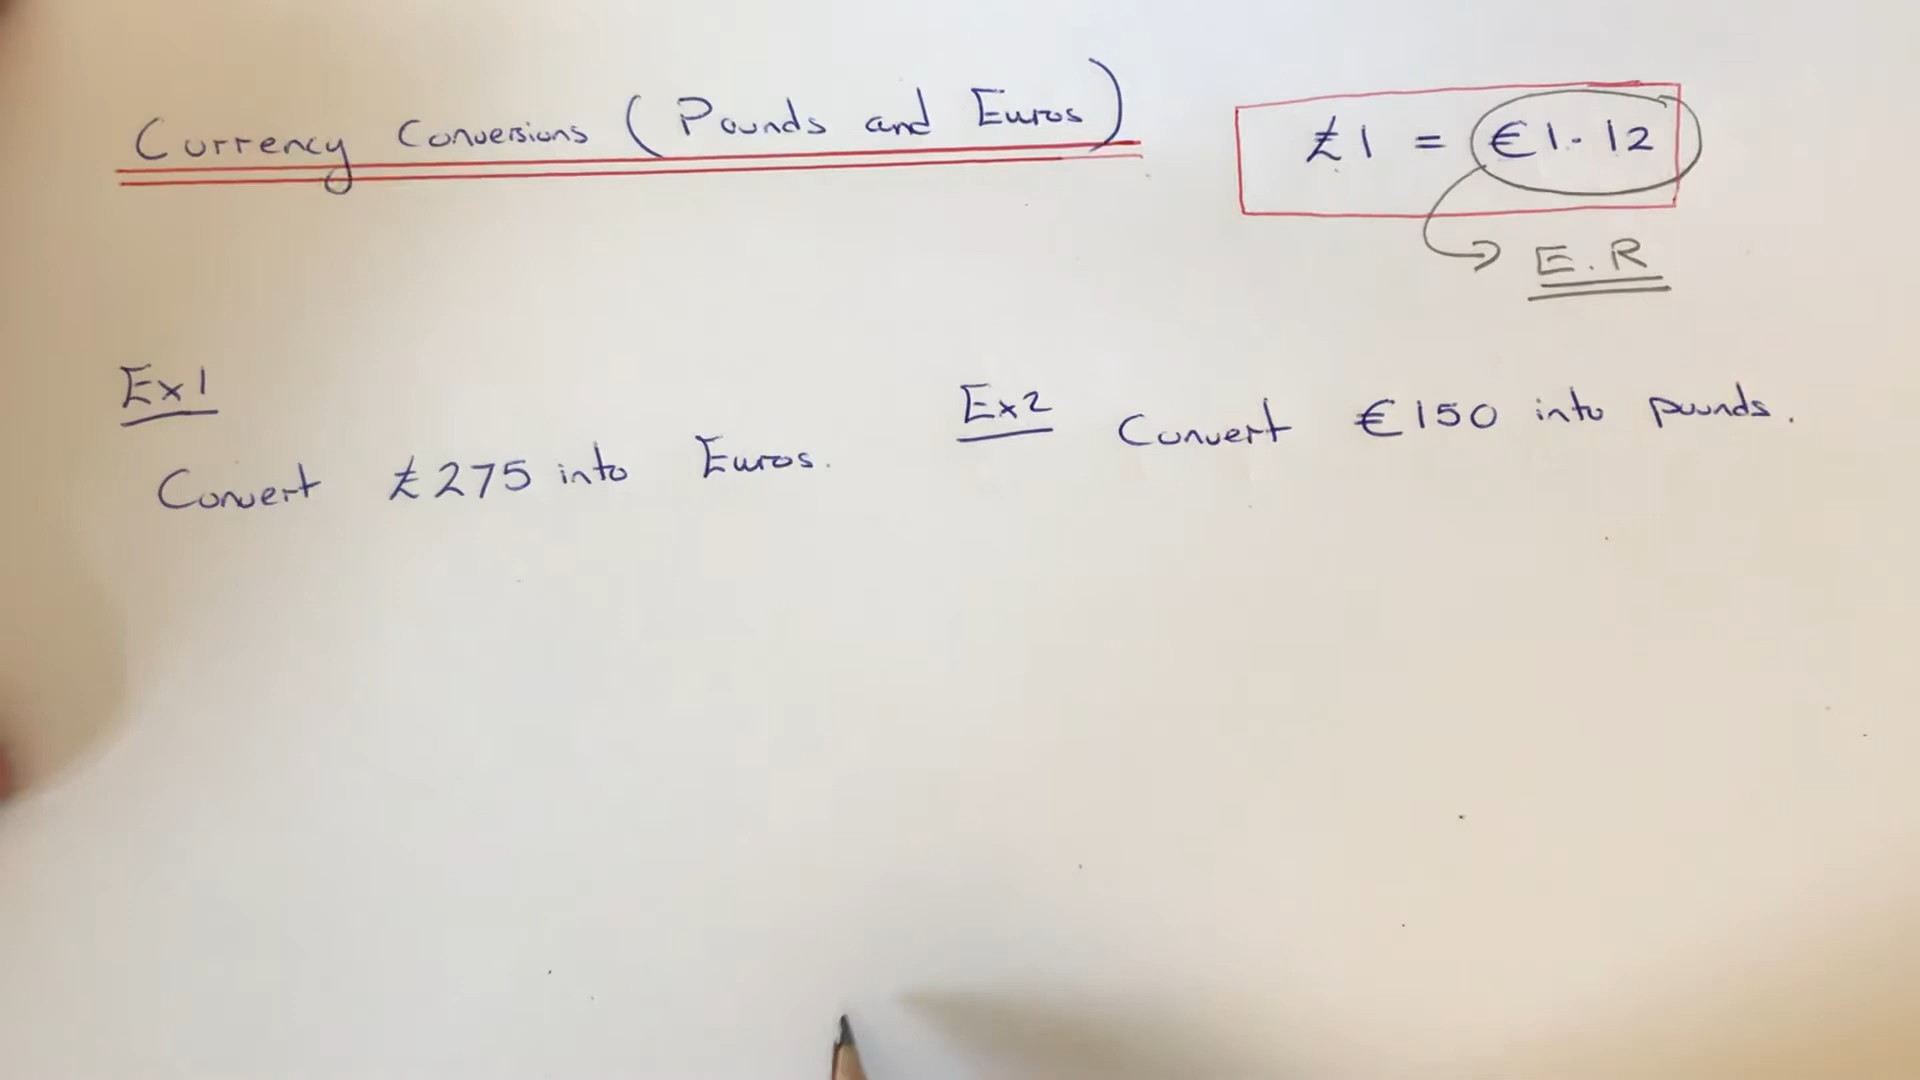 Currency Conversions (Pounds and Euros)
£1 = €1.12
E.R
Ex1
Convert £275 into Euros.
Ex2 Convert €150 into pounds.